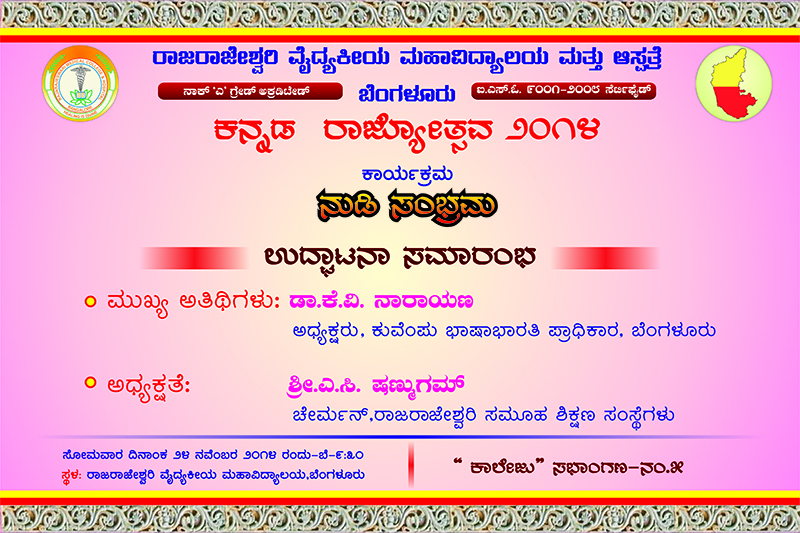 ರಾಜರಾಜೇಶ್ವರಿ ವೈದ್ಯಕೀಯ ಮಹಾವಿದ್ಯಾಲಯ ಮತ್ತು ಆಸ್ಪತ್ರೆ
ನಾಕ್ 'ಎ' ಗ್ರೇಡ್ ಅಕ್ರಡಿಟೇಡ್ ಬೆಂಗಳೂರು ಐ.ಎಸ್.ಓ. ೯೦೦೧-೨೦೦೮ ಸರ್ಟಿಫೈಡ್
ಕನ್ನಡ ರಾಜ್ಯೋತ್ಸವ ೨೦೧೪
ಕಾರ್ಯಕ್ರಮ
ನುಡಿ ಸಂಭ್ರಮ
ಉದ್ಘಾಟನಾ ಸಮಾರಂಭ
ಮುಖ್ಯ ಅತಿಥಿಗಳು: ಡಾ.ಕೆ.ವಿ. ನಾರಾಯಣ
ಅಧ್ಯಕ್ಷರು, ಕುವೆಂಪು ಭಾಷಾಭಾರತಿ ಪ್ರಾಧಿಕಾರ, ಬೆಂಗಳೂರು
ಅಧ್ಯಕ್ಷತೆ: ಶ್ರೀ.ಎ.ಸಿ. ಷಣ್ಮುಗಮ್
ಚೇರ್ಮನ್,ರಾಜರಾಜೇಶ್ವರಿ ಸಮೂಹ ಶಿಕ್ಷಣ ಸಂಸ್ಥೆಗಳು
ಸೋಮವಾರ ದಿನಾಂಕ ೨೪ ನವೆಂಬರ ೨೦೧೪ ರಂದು-ಬೆ-೯:೩೦
ಸ್ಥಳ: ರಾಜರಾಜೇಶ್ವರಿ ವೈದ್ಯಕೀಯ ಮಹಾವಿದ್ಯಾಲಯ,ಬೆಂಗಳೂರು
" ಕಾಲೇಜು" ಸಭಾಂಗಣ-ನಂ.೫